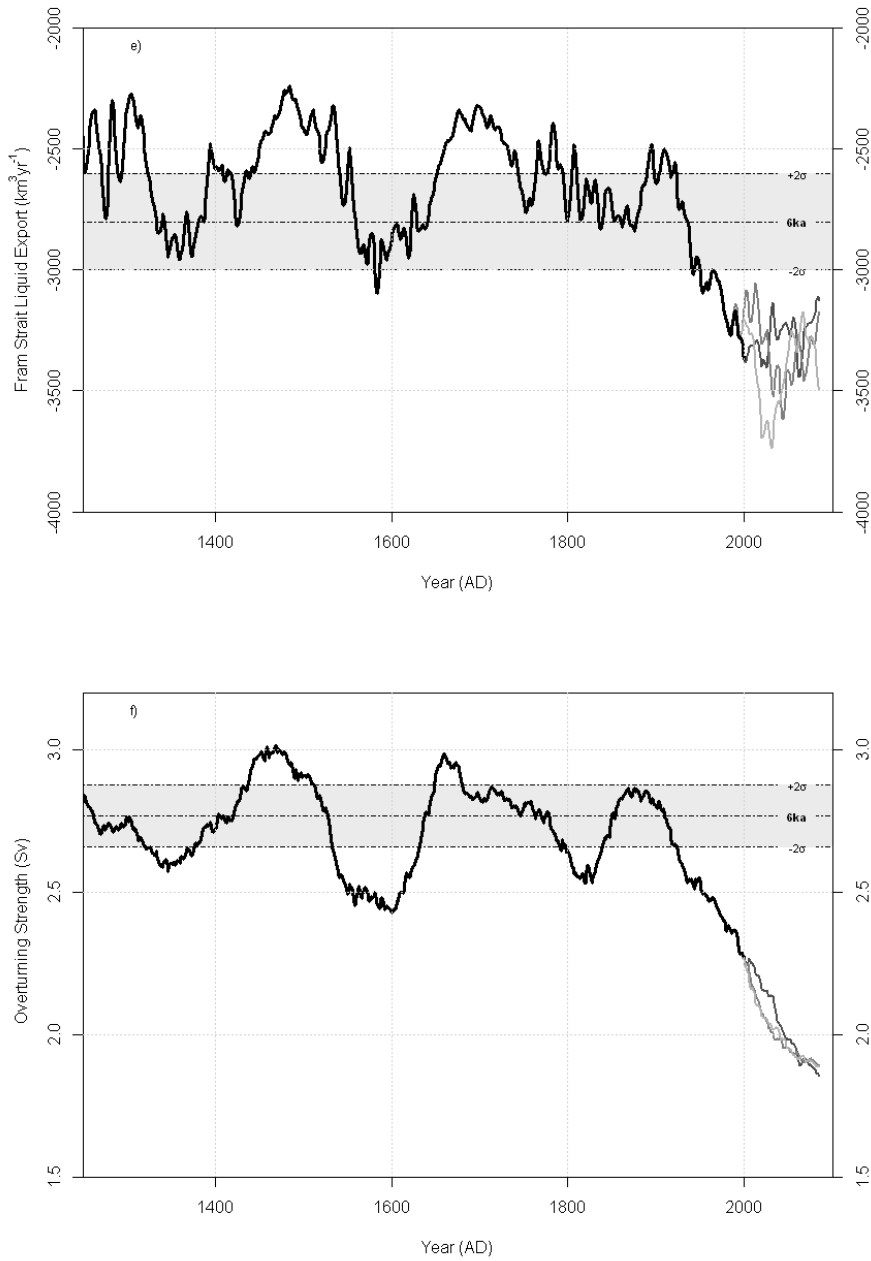 e)
-2000
-2500
-3000
-3500
-4000
Fram Strait Liquid Export (km³yr⁻¹)
+2σ
6ka
-2σ
-2000
-2500
-3000
-3500
-4000
1400 1600 1800 2000
Year (AD)
f)
3.0
2.5
2.0
1.5
Overturning Strength (Sv)
+2σ
6ka
-2σ
3.0
2.5
2.0
1.5
1400 1600 1800 2000
Year (AD)